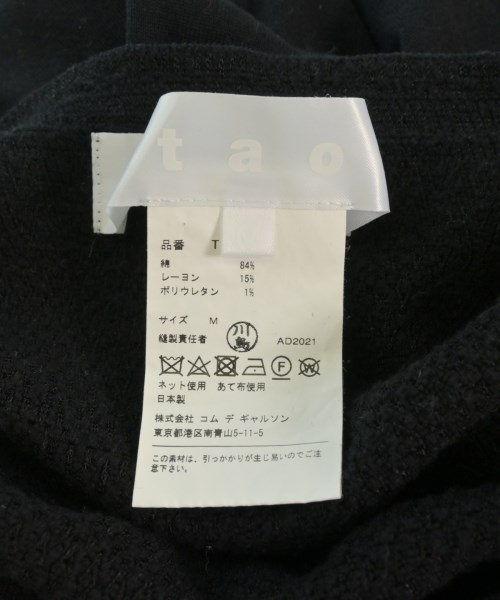 tao
品番 T
綿 84%
レーヨン 15%
ポリウレタン 1%
サイズ M
縫製責任者 川島 AD2021
F W
ネット使用 あて布使用
日本製
株式会社 コム デ ギャルソン
東京都港区南青山5-11-5
この素材は、引っかかりが生じ易いのでご注
意下さい。